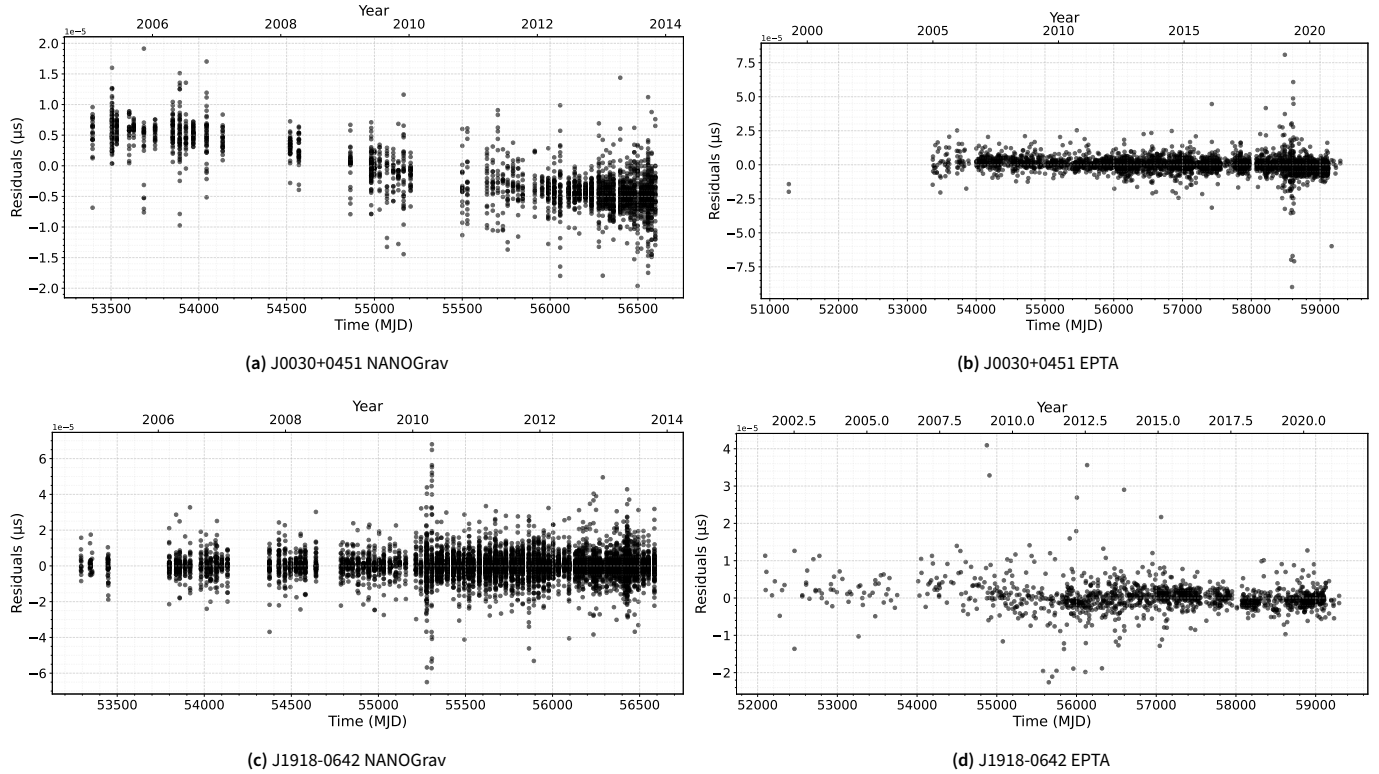 Year
2006 2008 2010 2012 2014
1e−5
2.0
1.5
1.0
0.5
0.0
−0.5
−1.0
−1.5
−2.0
Residuals (μs)
53500 54000 54500 55000 55500 56000 56500
Time (MJD)
(a) J0030+0451 NANOGrav
Year
2000 2005 2010 2015 2020
1e−5
7.5
5.0
2.5
0.0
−2.5
−5.0
−7.5
Residuals (μs)
51000 52000 53000 54000 55000 56000 57000 58000 59000
Time (MJD)
(b) J0030+0451 EPTA
Year
2006 2008 2010 2012 2014
1e−5
6
4
2
0
−2
−4
−6
Residuals (μs)
53500 54000 54500 55000 55500 56000 56500
Time (MJD)
(c) J1918-0642 NANOGrav
Year
2002.5 2005.0 2007.5 2010.0 2012.5 2015.0 2017.5 2020.0
1e−5
4
3
2
1
0
−1
−2
Residuals (μs)
52000 53000 54000 55000 56000 57000 58000 59000
Time (MJD)
(d) J1918-0642 EPTA